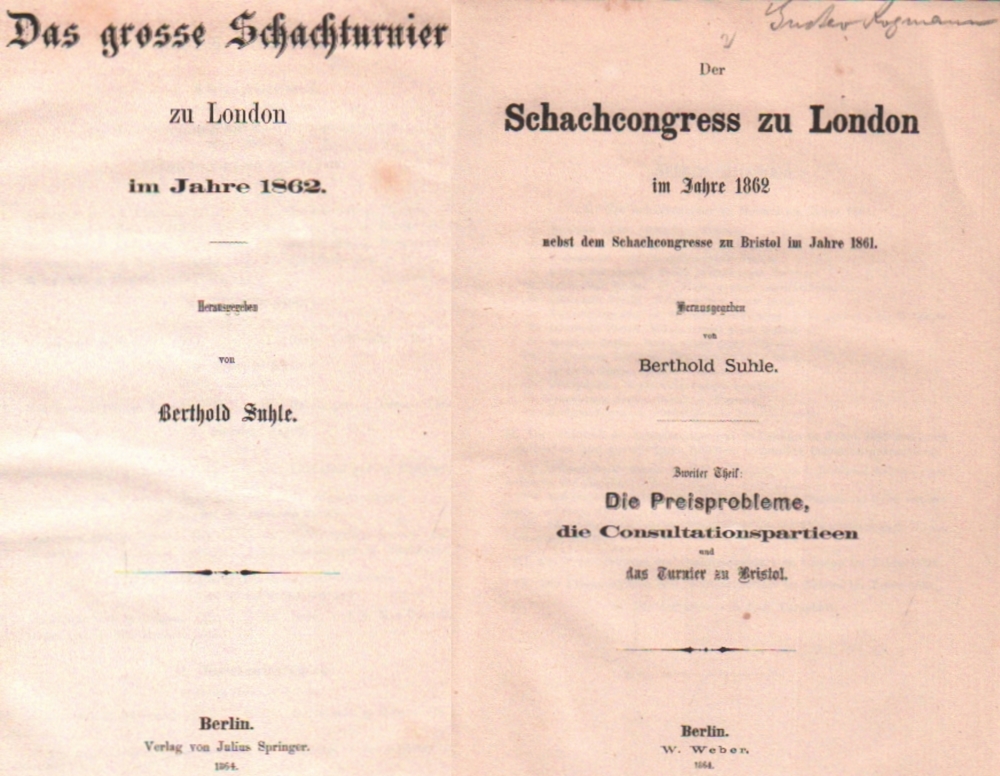 Das grosse Schachturnier
zu London
im Jahre 1862.
Herausgegeben
von
Berthold Suhle.
Berlin.
Verlag von Julius Springer.
1864.
Gustav
Der
Schachcongress zu London
im Jahre 1862
nebst dem Schachcongresse zu Bristol im Jahre 1861.
Herausgegeben
von
Berthold Suhle.
Zweiter Theil:
Die Preisprobleme,
die Consultationspartieen
und
das Turnier zu Bristol.
Berlin.
W. Weber.
1864.